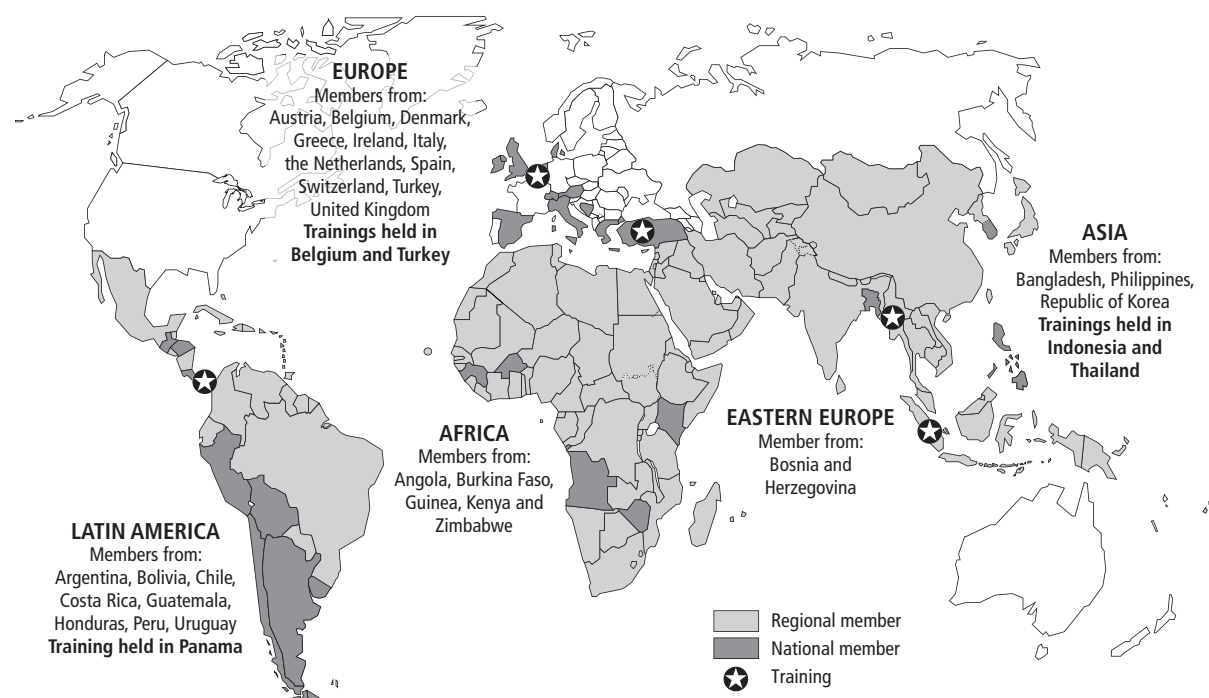 EUROPE
Members from:
Austria, Belgium, Denmark,
Greece, Ireland, Italy,
the Netherlands, Spain,
Switzerland, Turkey,
United Kingdom
Trainings held in
Belgium and Turkey
ASIA
Members from:
Bangladesh, Philippines,
Republic of Korea
Trainings held in
Indonesia and
Thailand
AFRICA
Members from:
Angola, Burkina Faso,
Guinea, Kenya and
Zimbabwe
EASTERN EUROPE
Member from:
Bosnia and
Herzegovina
LATIN AMERICA
Members from:
Argentina, Bolivia, Chile,
Costa Rica, Guatemala,
Honduras, Peru, Uruguay
Training held in Panama
Regional member
National member
Training